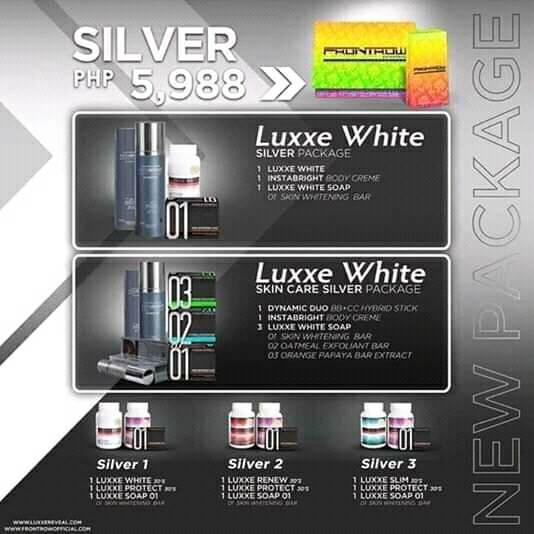 SILVER
PHP 5,988
FRONTROW
FRONTROW
NEW PACKAGE
Luxxe White
SILVER PACKAGE
1 LUXXE WHITE
1 INSTABRIGHT BODY CREME
1 LUXXE WHITE SOAP
01 SKIN WHITENING BAR
01
Luxxe White
SKIN CARE SILVER PACKAGE
1 DYNAMIC DUO BB+CC HYBRID STICK
1 INSTABRIGHT BODY CREME
3 LUXXE WHITE SOAP
01 SKIN WHITENING BAR
02 OATMEAL EXFOLIANT BAR
03 ORANGE PAPAYA BAR EXTRACT
03
02
01
01
01
01
Silver 1
1 LUXXE WHITE 30'S
1 LUXXE PROTECT 30'S
1 LUXXE SOAP 01
01 SKIN WHITENING BAR
Silver 2
1 LUXXE RENEW 30'S
1 LUXXE PROTECT 30'S
1 LUXXE SOAP 01
01 SKIN WHITENING BAR
Silver 3
1 LUXXE SLIM 30'S
1 LUXXE PROTECT 30'S
1 LUXXE SOAP 01
01 SKIN WHITENING BAR
WWW.LUXXEREVEAL.COM
WWW.FRONTROWOFFICIAL.COM